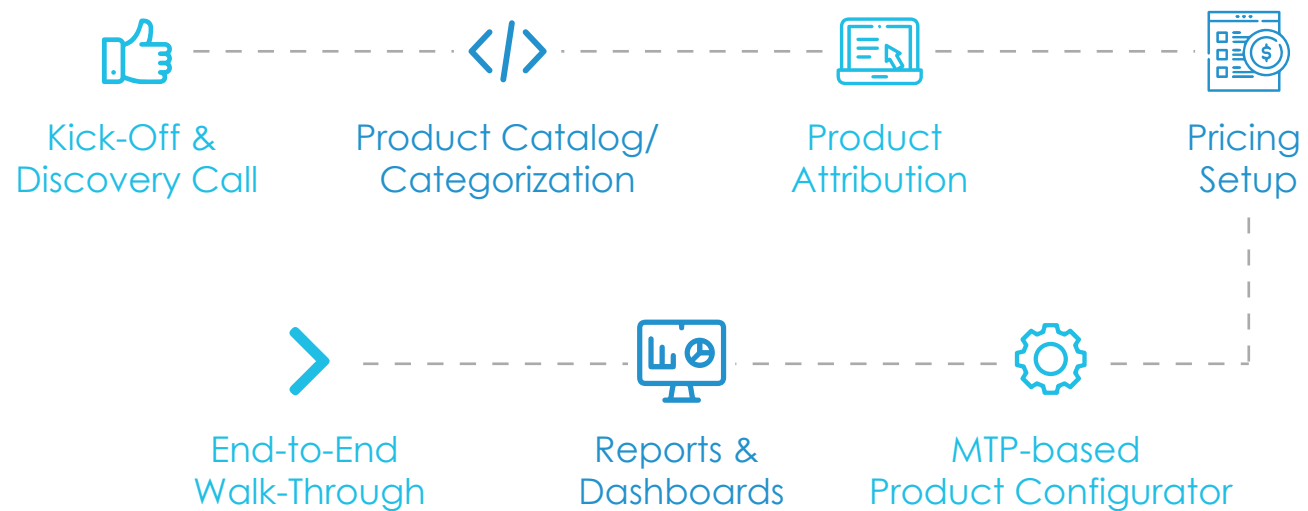 Kick-Off &
Discovery Call
Product Catalog/
Categorization
Product
Attribution
Pricing
Setup
End-to-End
Walk-Through
Reports &
Dashboards
MTP-based
Product Configurator